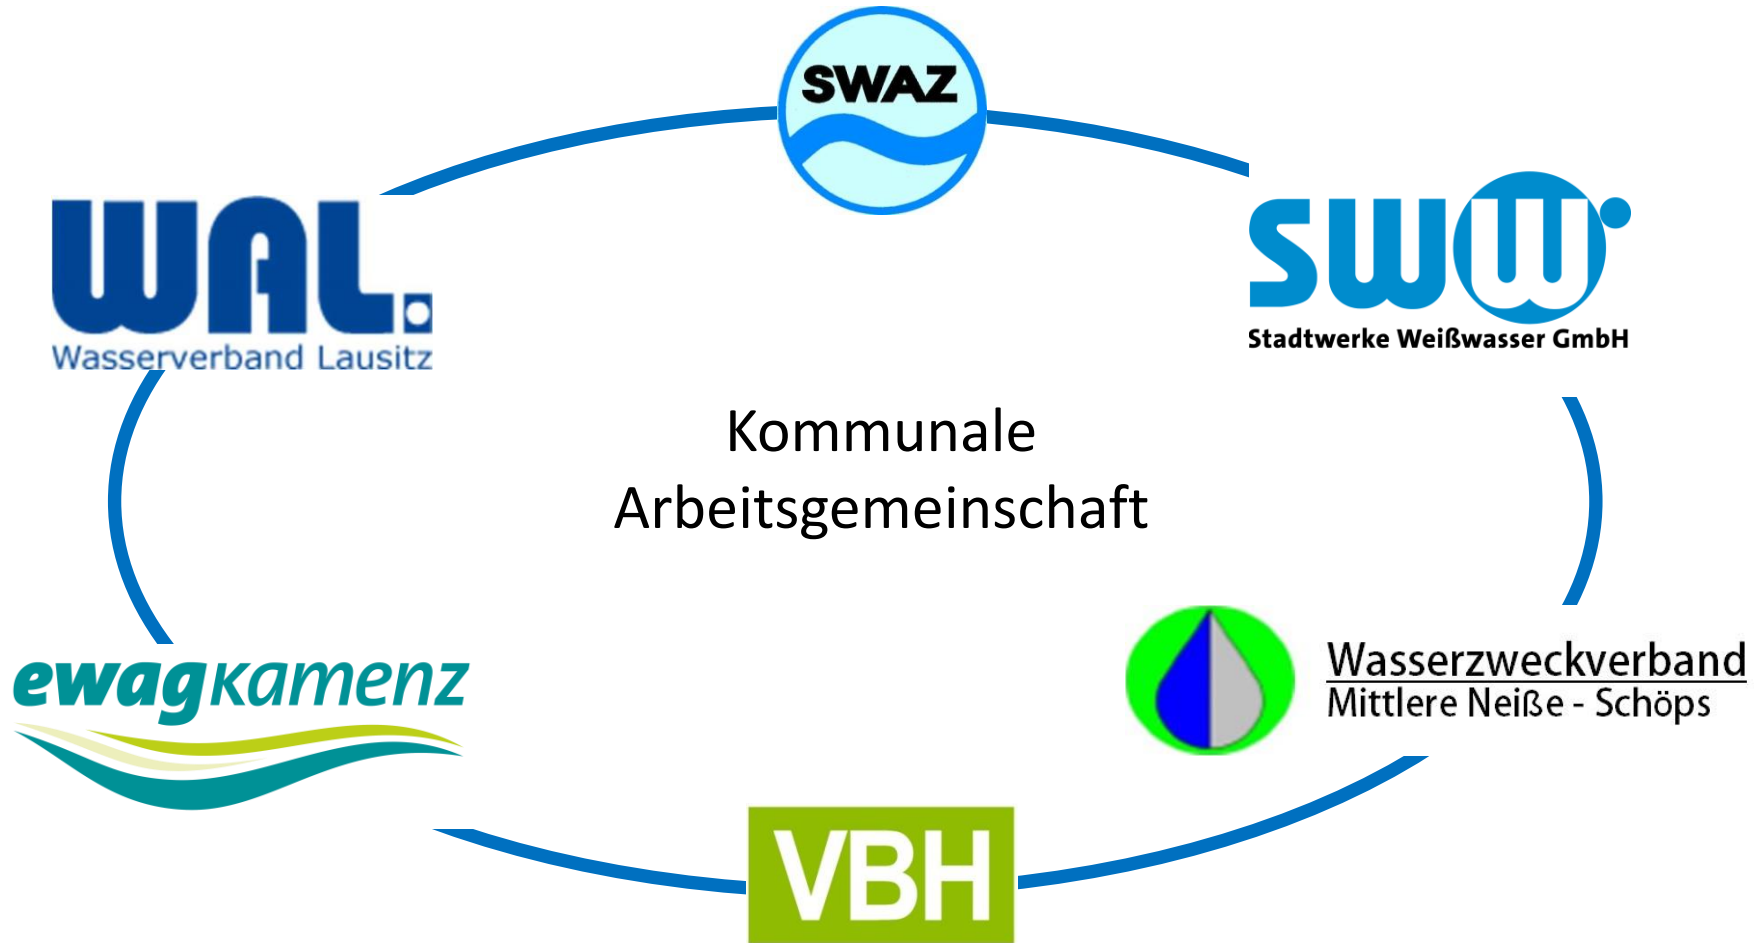 SWAZ
WAL.
Wasserverband Lausitz
sww
Stadtwerke Weißwasser GmbH
Kommunale
Arbeitsgemeinschaft
ewagkamenz
Wasserzweckverband
Mittlere Neiße - Schöps
VBH